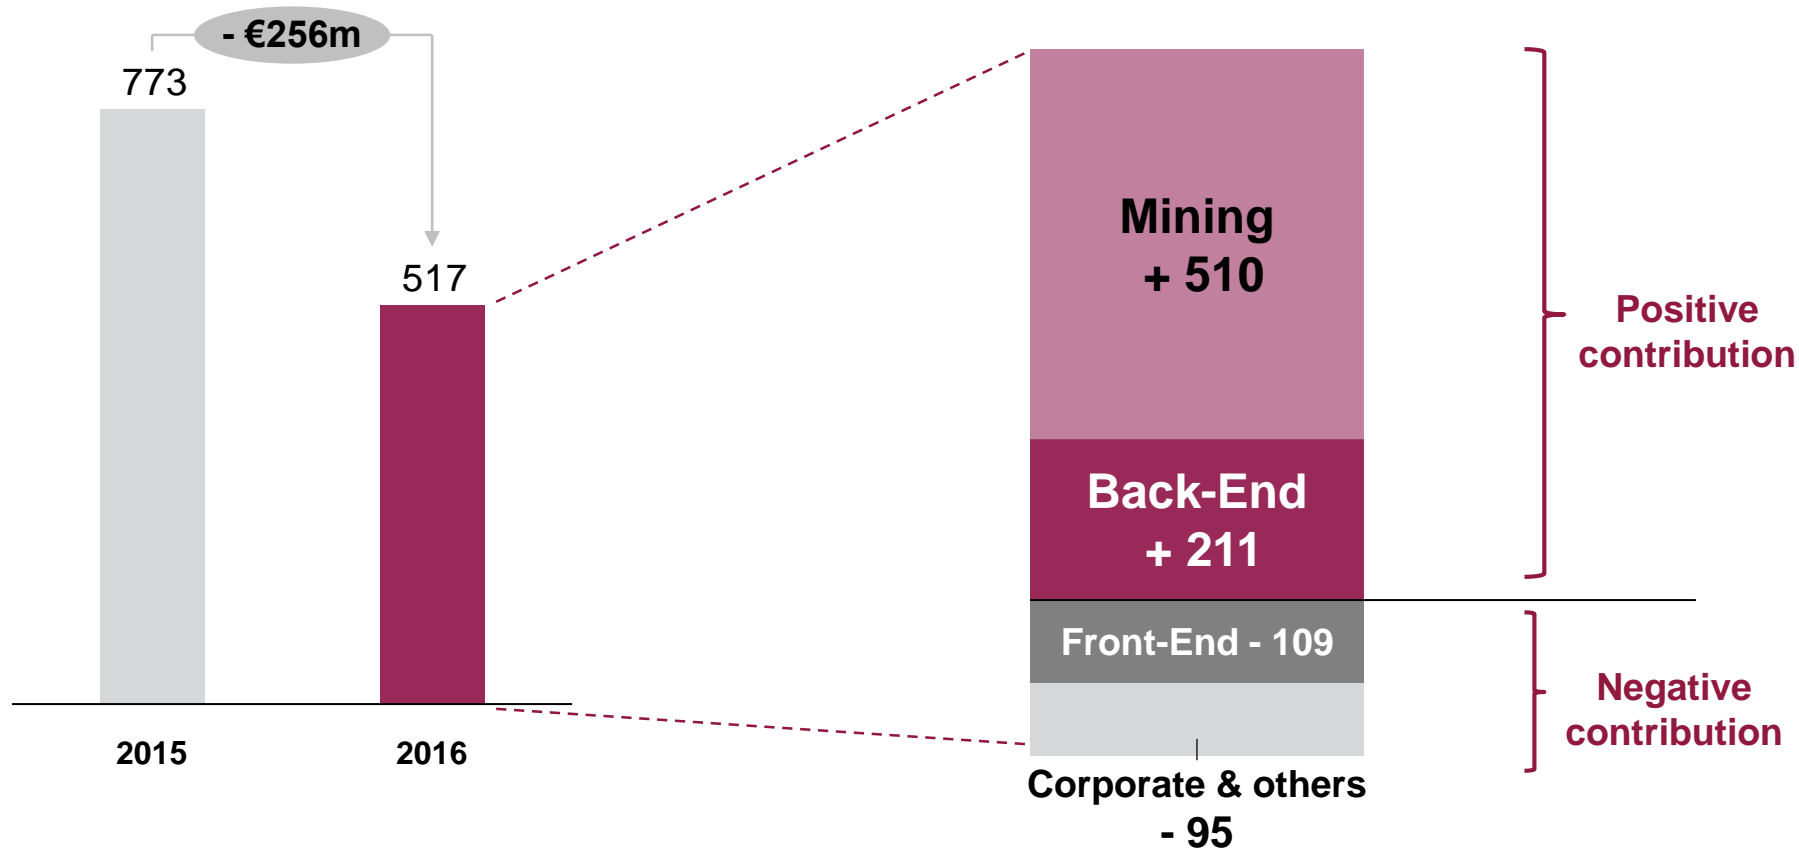 - €256m
773
517
2015
2016
Mining
+ 510
Back-End
+ 211
Front-End - 109
Corporate & others
- 95
Positive
contribution
Negative
contribution